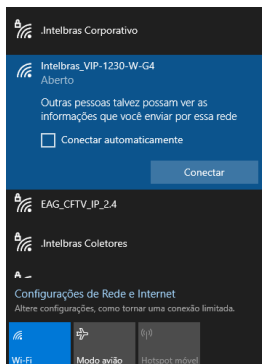 .Intelbras Corporativo
Intelbras_VIP-1230-W-G4
Aberto
Outras pessoas talvez possam ver as
informações que você enviar por essa rede
Conectar automaticamente
Conectar
EAG_CFTV_IP_2.4
.Intelbras Coletores
Configurações de Rede e Internet
Altere configurações, como tornar uma conexão limitada.
Wi-Fi
Modo avião
Hotspot móvel